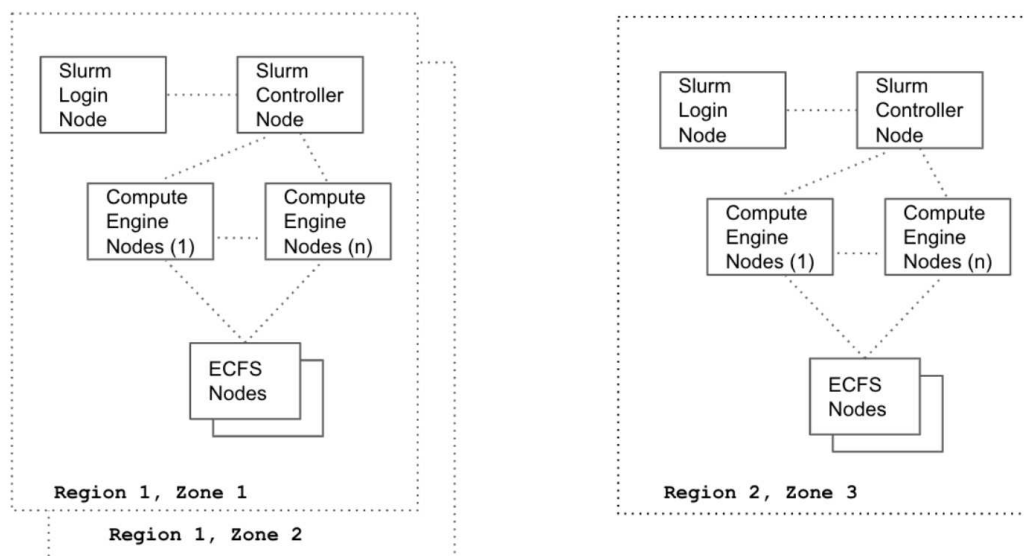 Slurm
Login
Node
Slurm
Controller
Node
Compute
Engine
Nodes (1)
Compute
Engine
Nodes (n)
ECFS
Nodes
Region 1, Zone 1
Region 1, Zone 2
Slurm
Login
Node
Slurm
Controller
Node
Compute
Engine
Nodes (1)
Compute
Engine
Nodes (n)
ECFS
Nodes
Region 2, Zone 3